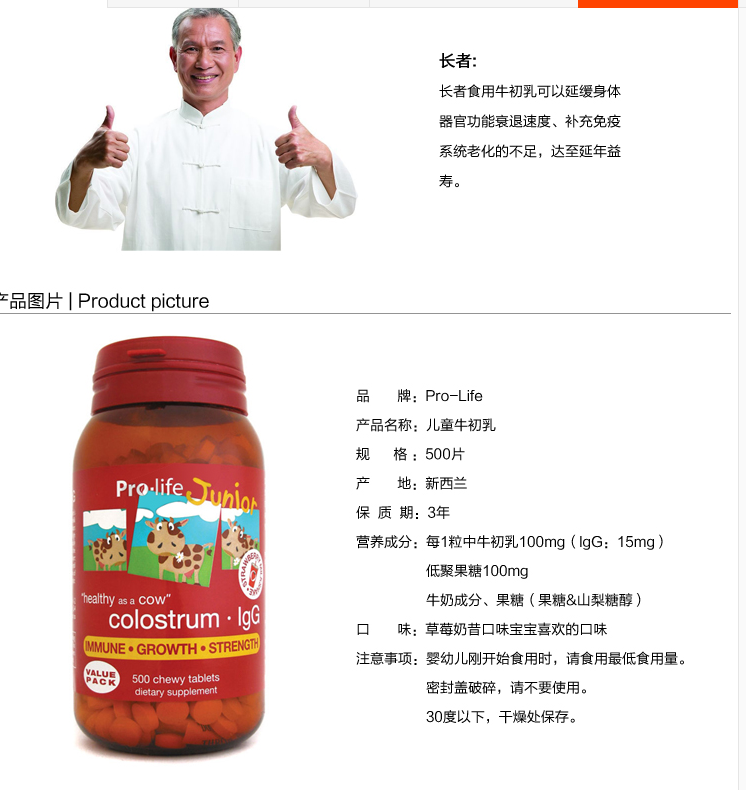 长者:
长者食用牛初乳可以延缓身体
器官功能衰退速度、补充免疫
系统老化的不足，达至延年益
寿。
产品图片 | Product picture
品 牌: Pro-Life
产品名称: 儿童牛初乳
规 格: 500片
产 地: 新西兰
保 质 期: 3年
营养成分: 每1粒中牛初乳100mg（IgG：15mg）
低聚果糖100mg
牛奶成分、果糖（果糖&山梨糖醇）
口 味: 草莓奶昔口味宝宝喜欢的口味
注意事项: 婴幼儿刚开始食用时，请食用最低食用量。
密封盖破碎，请不要使用。
30度以下，干燥处保存。
Pro·life
Junior
STRAWBERRY
"healthy as a cow"
colostrum · IgG
IMMUNE • GROWTH • STRENGTH
VALUE
PACK
500 chewy tablets
dietary supplement